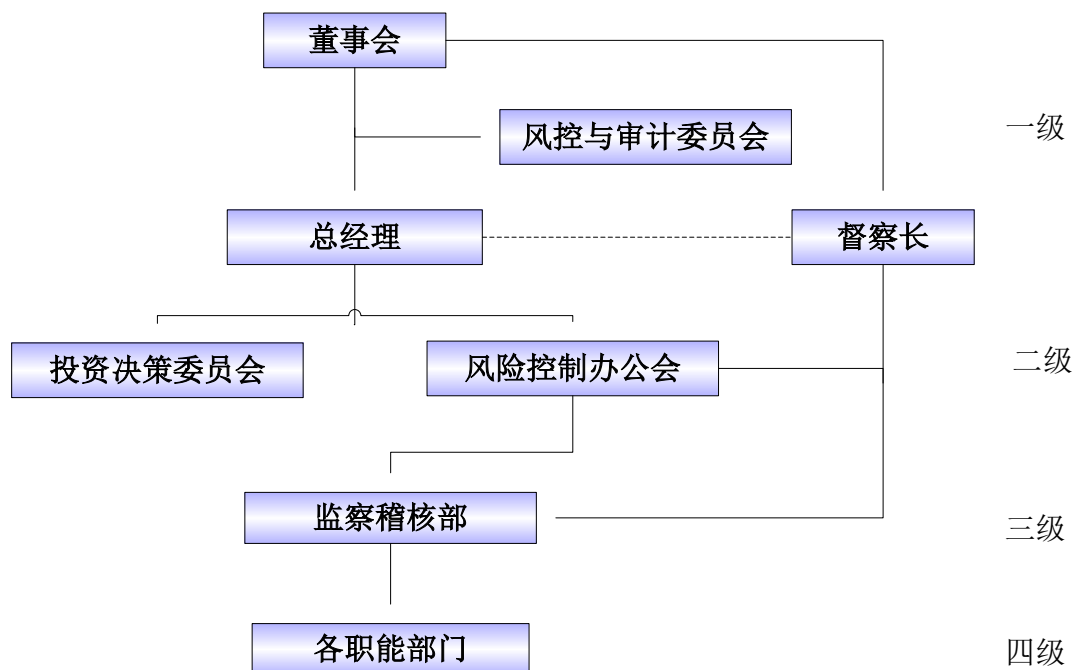 董事会
风控与审计委员会
一级
总经理
督察长
投资决策委员会
风险控制办公会
二级
监察稽核部
三级
各职能部门
四级